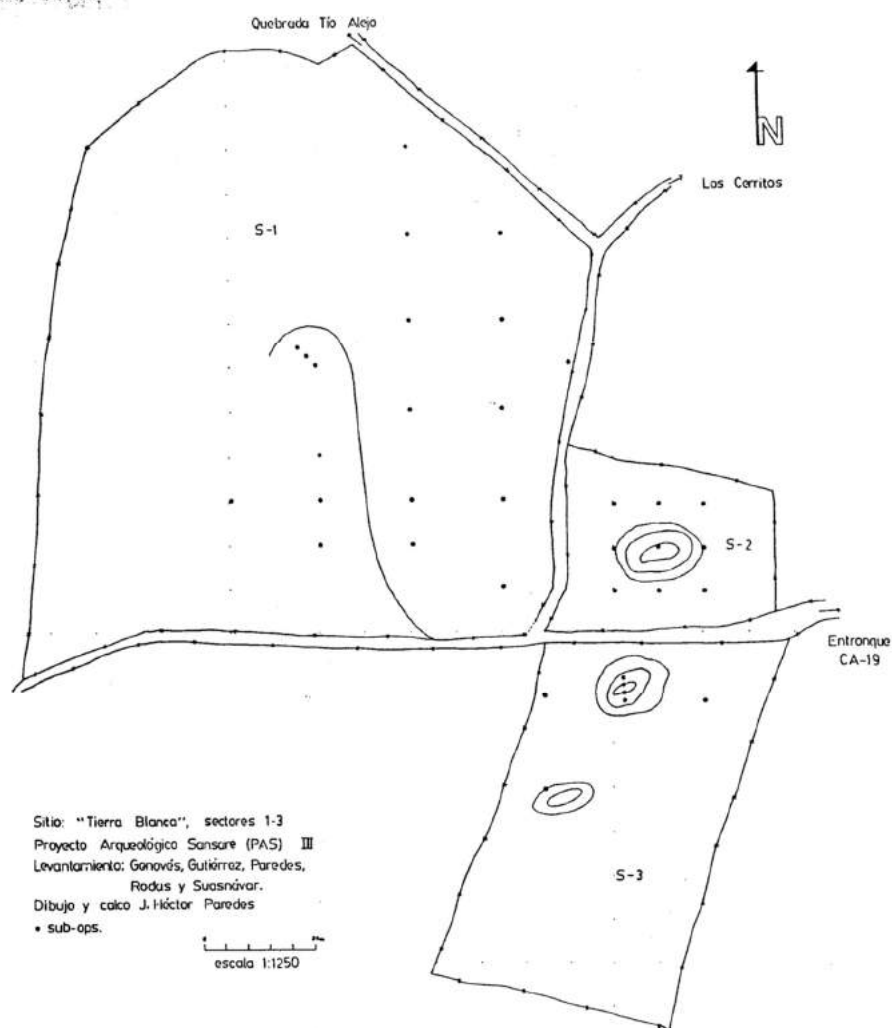 Quebrada Tío Alejo
N
Los Cerritos
S-1
S-2
Entronque
CA-19
S-3
Sitio: "Tierra Blanca", sectores 1-3
Proyecto Arqueológico Sansare (PAS) III
Levantamiento: Genovés, Gutiérrez, Paredes,
Rodas y Suasnávar.
Dibujo y calco J. Héctor Paredes
• sub-ops.
escala 1:1250